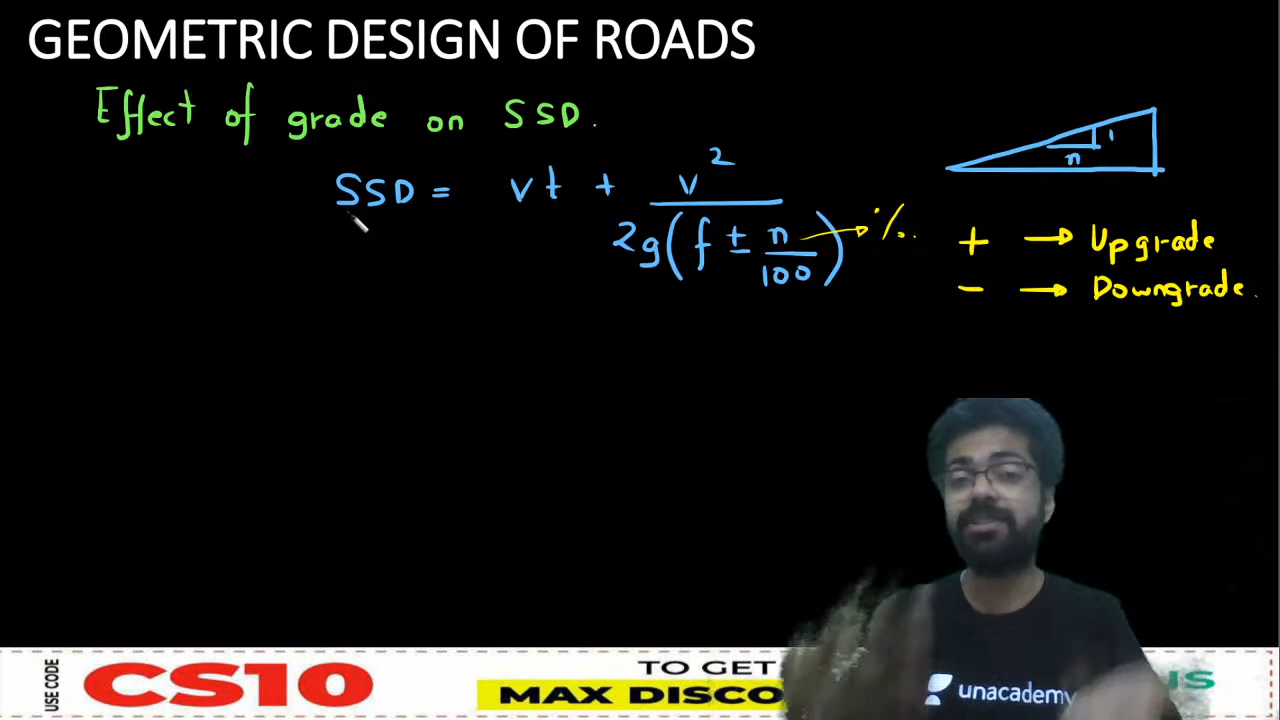 GEOMETRIC DESIGN OF ROADS
Effect of grade on SSD.
SSD = vt + v² / 2g(f ± n/100) → %.
1
n
+ → Upgrade
- → Downgrade.
USE CODE
CS10
TO GET
MAX DISCO
unacademy